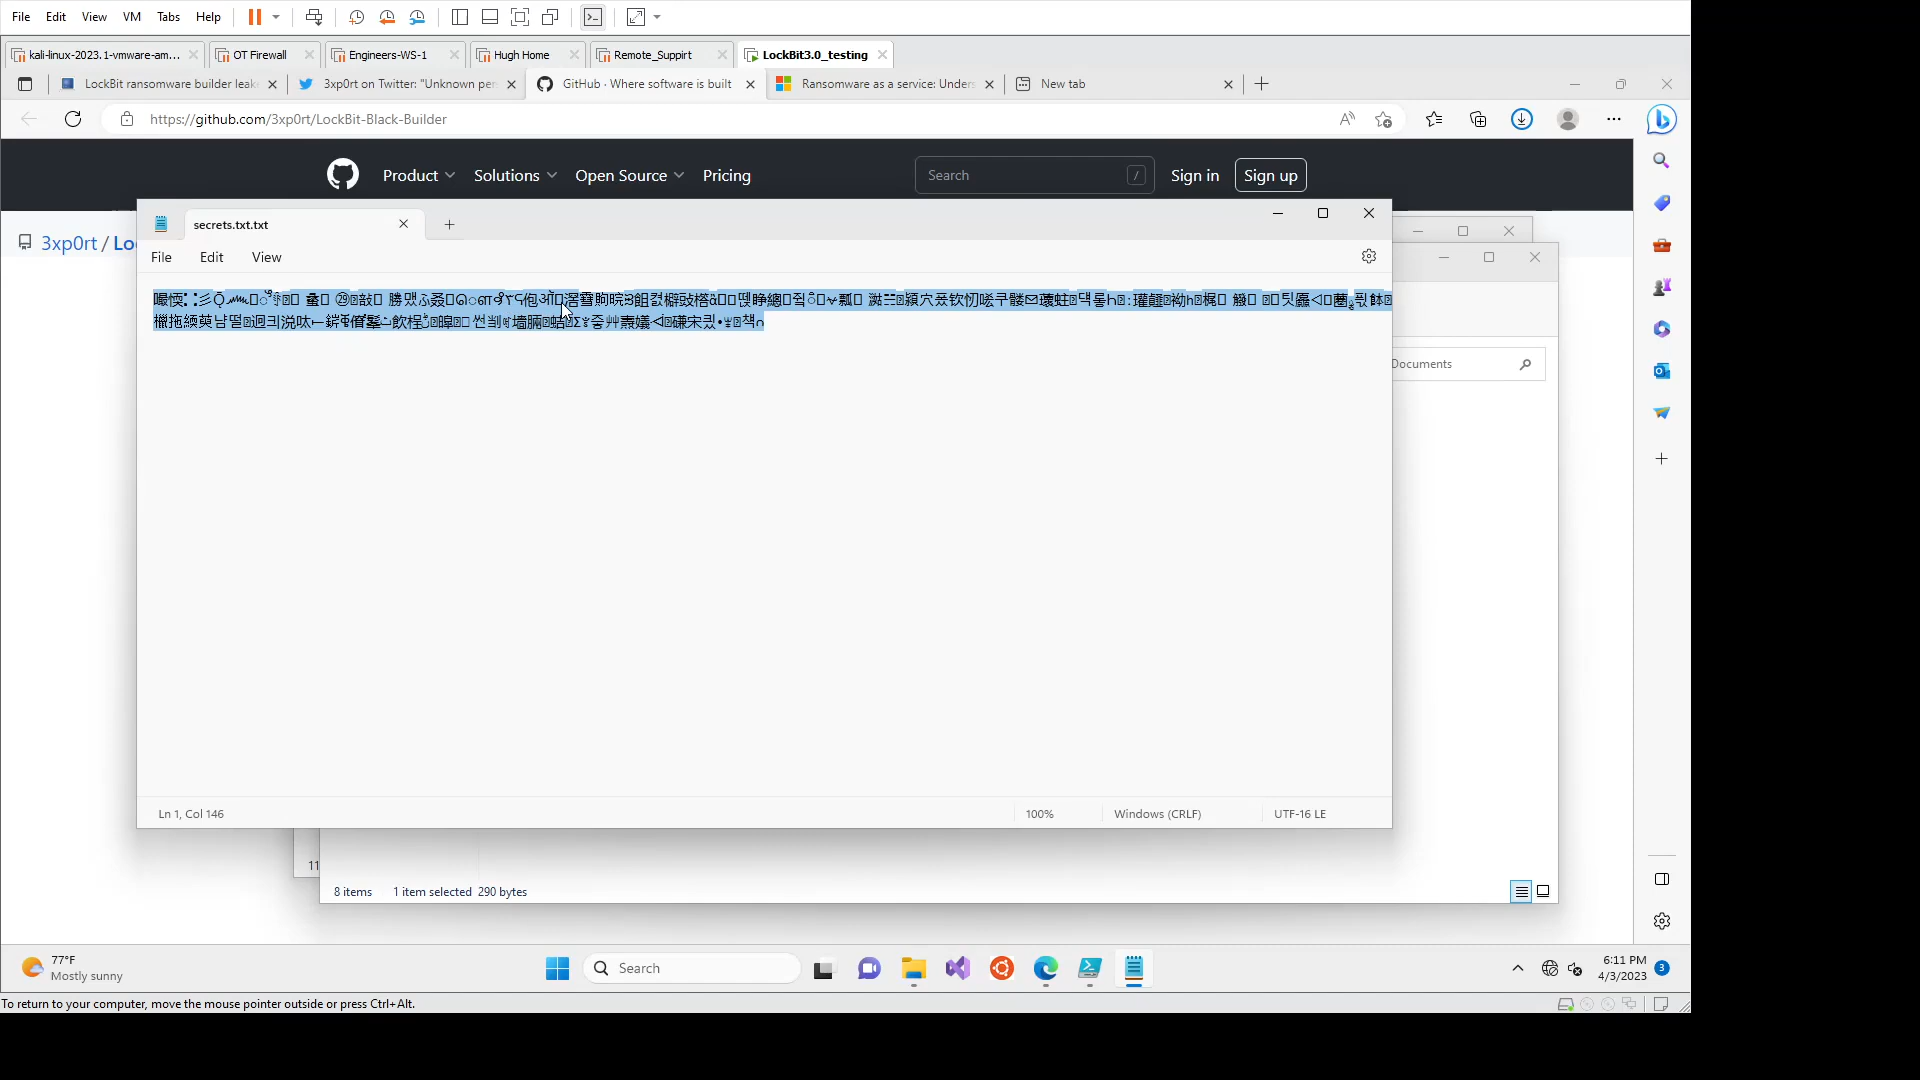 File Edit View VM Tabs Help
kali-linux-2023.1-vmware-am... OT Firewall Engineers-WS-1 Hugh Home Remote_Suppirt LockBit3.0_testing
LockBit ransomware builder leake 3xp0rt on Twitter: "Unknown per GitHub · Where software is built Ransomware as a service: Unders New tab
https://github.com/3xp0rt/LockBit-Black-Builder
Product Solutions Open Source Pricing Search / Sign in Sign up
3xp0rt / Lo
secrets.txt.txt
File Edit View
Documents
Ln 1, Col 146 100% Windows (CRLF) UTF-16 LE
11
8 items 1 item selected 290 bytes
77°F
Mostly sunny
Search
6:11 PM
4/3/2023
3
To return to your computer, move the mouse pointer outside or press Ctrl+Alt.